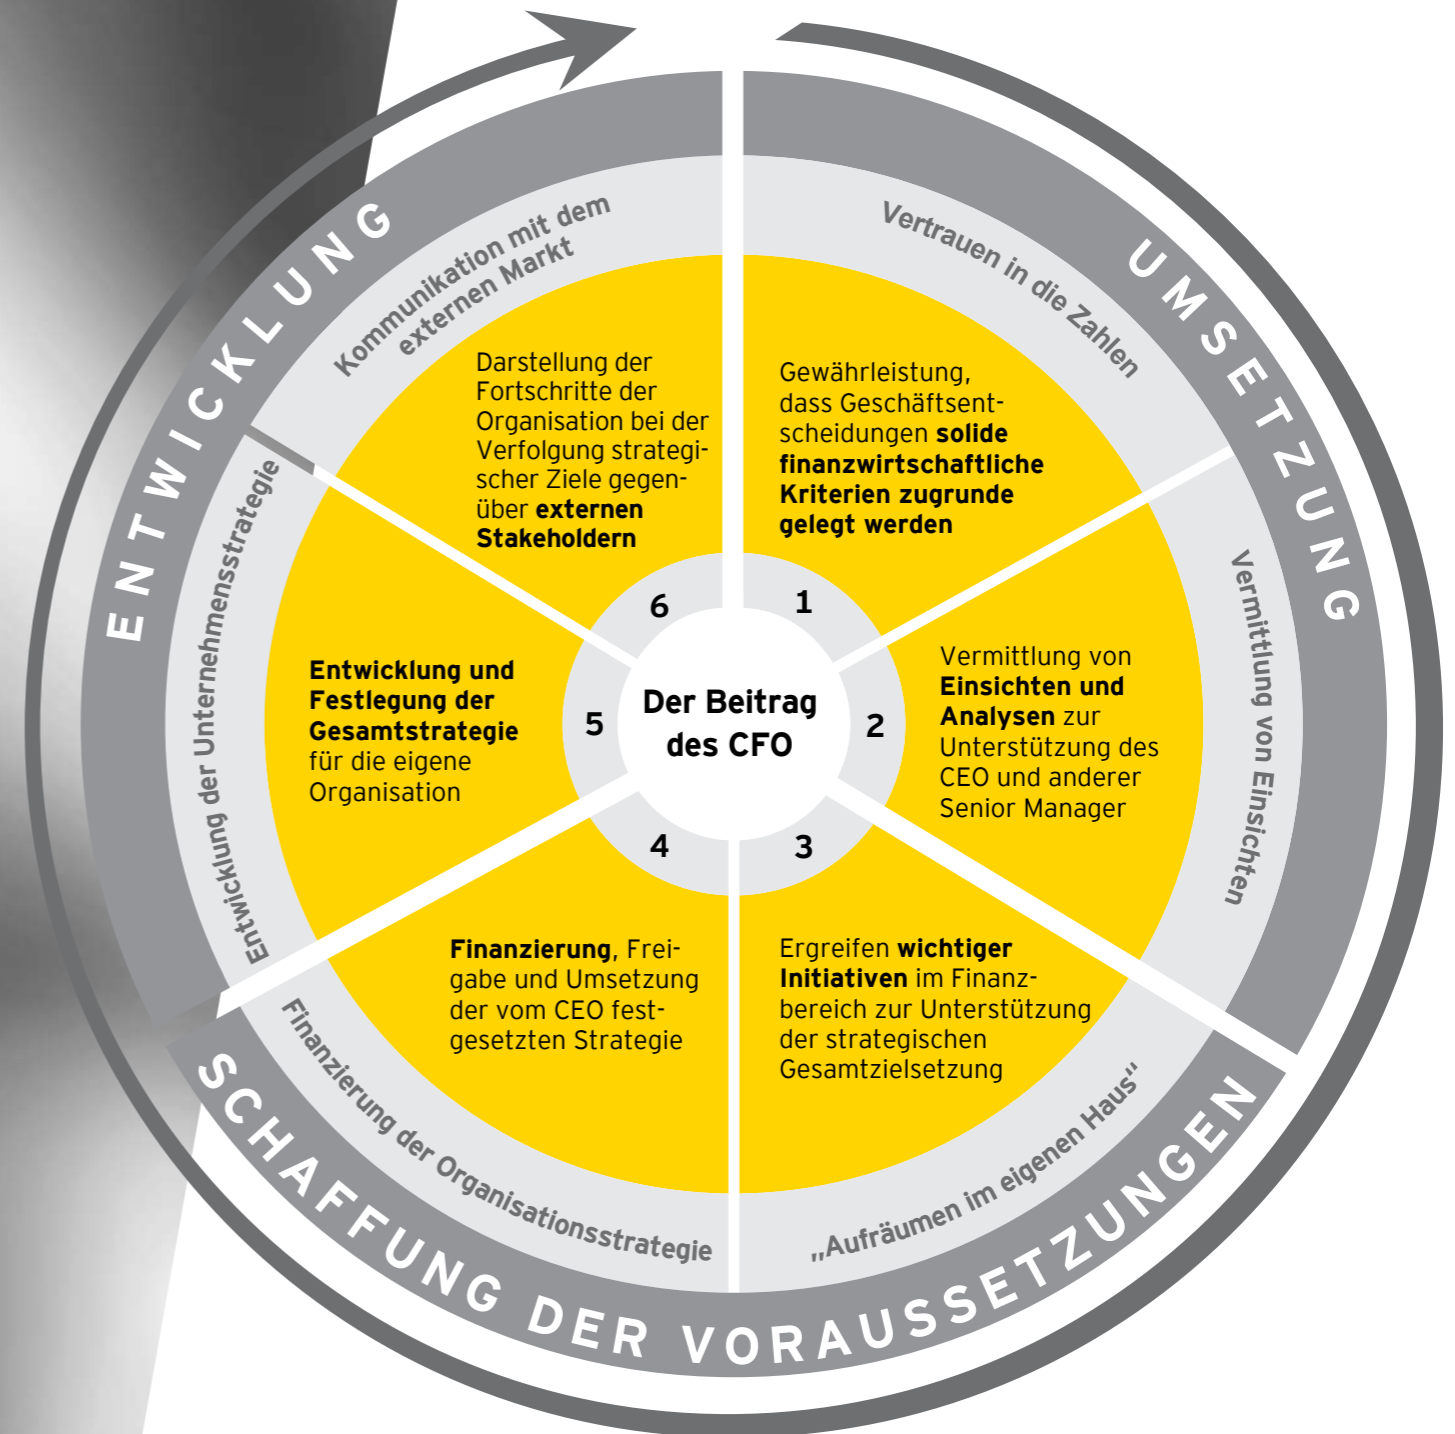 ENTWICKLUNG
UMSETZUNG
SCHAFFUNG DER VORAUSSETZUNGEN
Der Beitrag
des CFO
1
Vertrauen in die Zahlen
Gewährleistung,
dass Geschäftsent-
scheidungen solide
finanzwirtschaftliche
Kriterien zugrunde
gelegt werden
2
Vermittlung von Einsichten
Vermittlung von
Einsichten und
Analysen zur
Unterstützung des
CEO und anderer
Senior Manager
3
„Aufräumen im eigenen Haus“
Ergreifen wichtiger
Initiativen im Finanz-
bereich zur Unterstützung
der strategischen
Gesamtzielsetzung
4
Finanzierung der Organisationsstrategie
Finanzierung, Frei-
gabe und Umsetzung
der vom CEO fest-
gesetzten Strategie
5
Entwicklung der Unternehmensstrategie
Entwicklung und
Festlegung der
Gesamtstrategie
für die eigene
Organisation
6
Kommunikation mit dem
externen Markt
Darstellung der
Fortschritte der
Organisation bei der
Verfolgung strategi-
scher Ziele gegen-
über externen
Stakeholdern